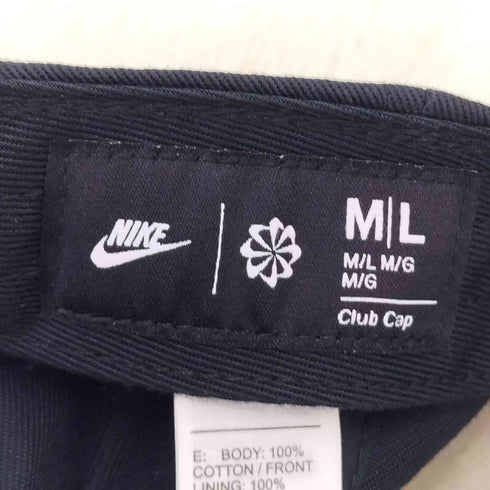 NIKE
M|L
M/L M/G
M/G
Club Cap
E: BODY: 100%
COTTON / FRONT
LINING: 100%